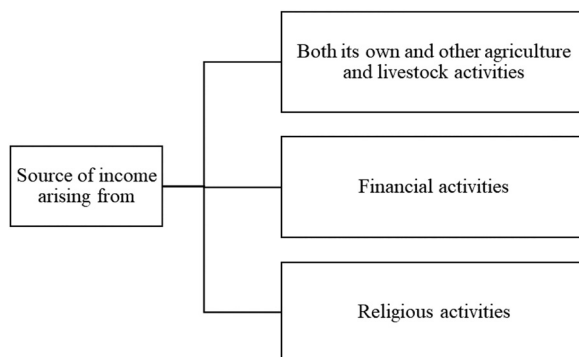 Both its own and other agriculture
and livestock activities
Source of income
arising from
Financial activities
Religious activities